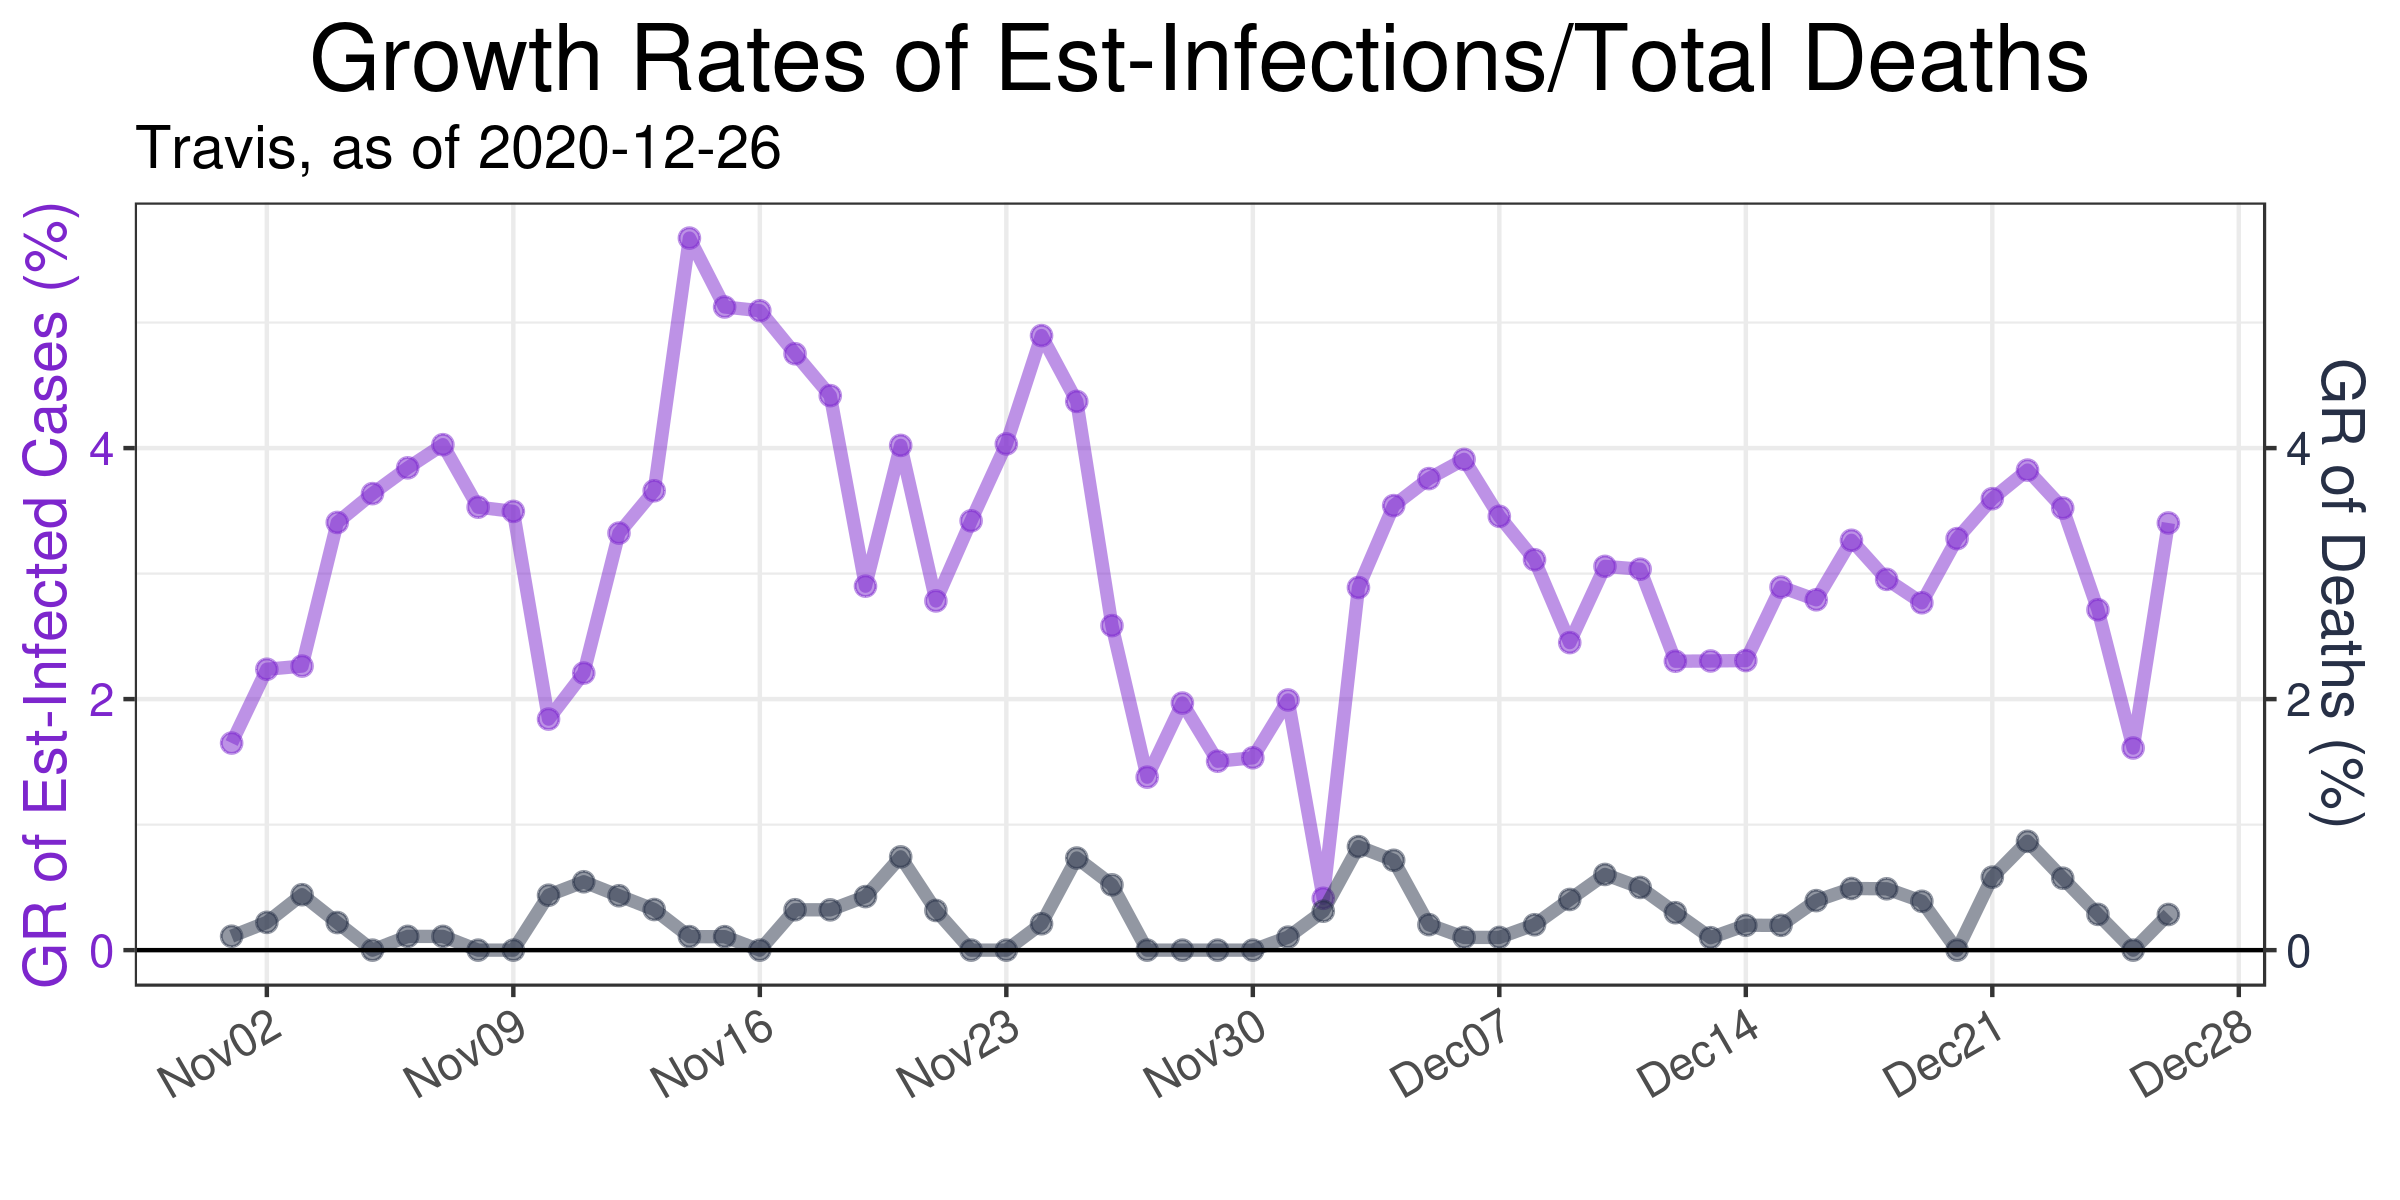 Growth Rates of Est-Infections/Total Deaths
Travis, as of 2020-12-26
GR of Est-Infected Cases (%)
4
2
0
4
2
0
GR of Deaths (%)
Nov02
Nov09
Nov16
Nov23
Nov30
Dec07
Dec14
Dec21
Dec28